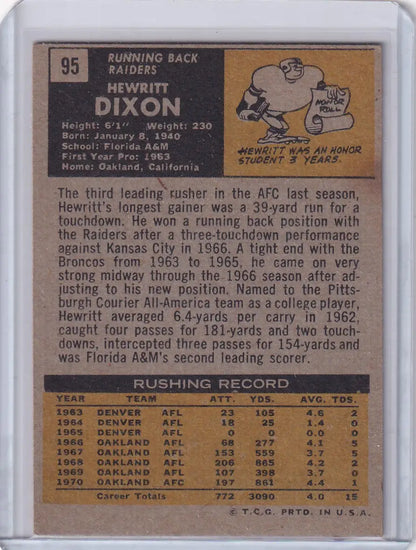 95
RUNNING BACK
RAIDERS
HEWRITT
DIXON
Height: 6'1" Weight: 230
Born: January 8, 1940
School: Florida A&M
First Year Pro: 1963
Home: Oakland, California
HONOR
ROLL
HEWRITT WAS AN HONOR
STUDENT 3 YEARS.
The third leading rusher in the AFC last season,
Hewritt's longest gainer was a 39-yard run for a
touchdown. He won a running back position with
the Raiders after a three-touchdown performance
against Kansas City in 1966. A tight end with the
Broncos from 1963 to 1965, he came on very
strong midway through the 1966 season after ad-
justing to his new position. Named to the Pitts-
burgh Courier All-America team as a college player,
Hewritt averaged 6.4-yards per carry in 1962,
caught four passes for 181-yards and two touch-
downs, intercepted three passes for 154-yards and
was Florida A&M's second leading scorer.
RUSHING RECORD
YEAR TEAM ATT. YDS. AVG. TDS
1963 DENVER AFL 23 105 4.6 2
1964 DENVER AFL 18 25 1.4 0
1965 DENVER AFL 0 0 0 0
1966 OAKLAND AFL 68 277 4.1 5
1967 OAKLAND AFL 153 559 3.7 5
1968 OAKLAND AFL 206 865 4.2 2
1969 OAKLAND AFL 107 398 3.7 0
1970 OAKLAND AFC 197 861 4.4 1
Career Totals 772 3090 4.0 15
© T.C.G. PRTD. IN U.S.A.